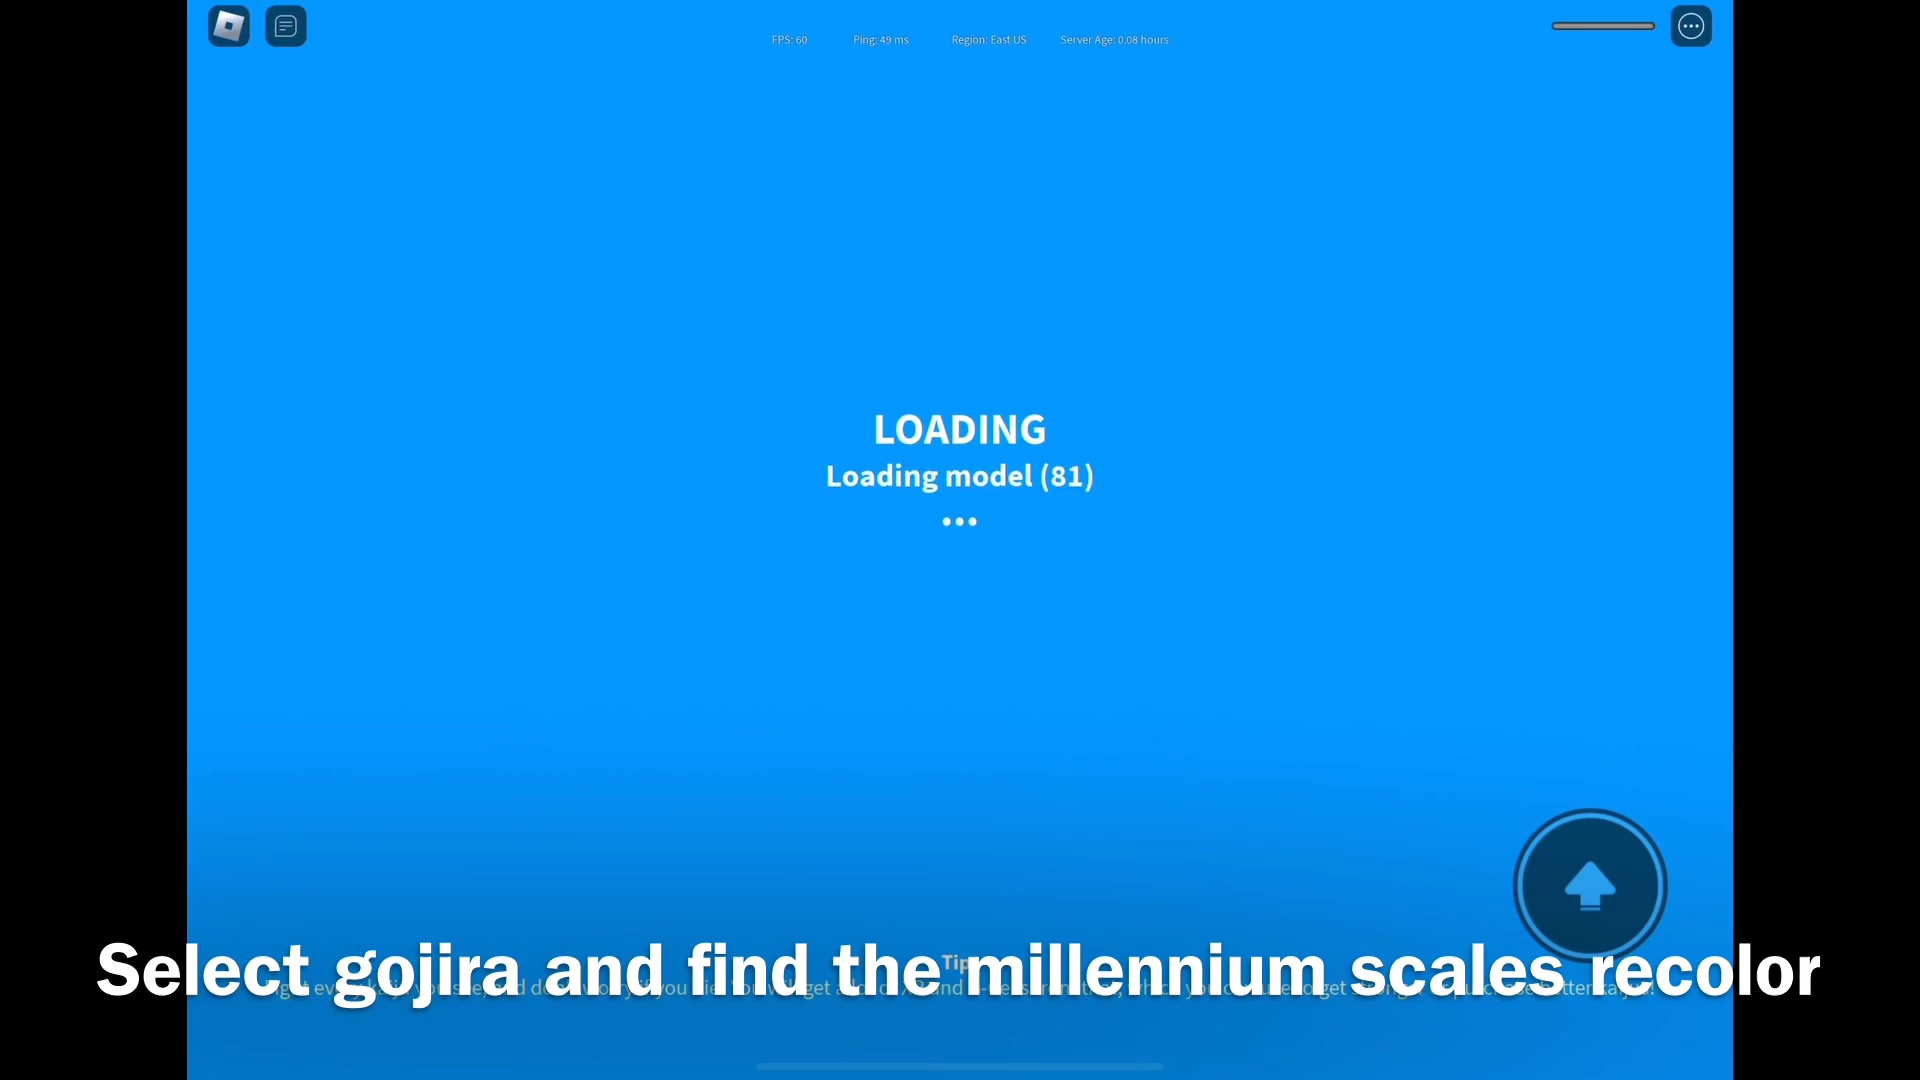 FPS: 60 Ping: 49 ms Region: East US Server Age: 0.08 hours
LOADING
Loading model (81)
•••
Tip
Select gojira and find the millennium scales recolor